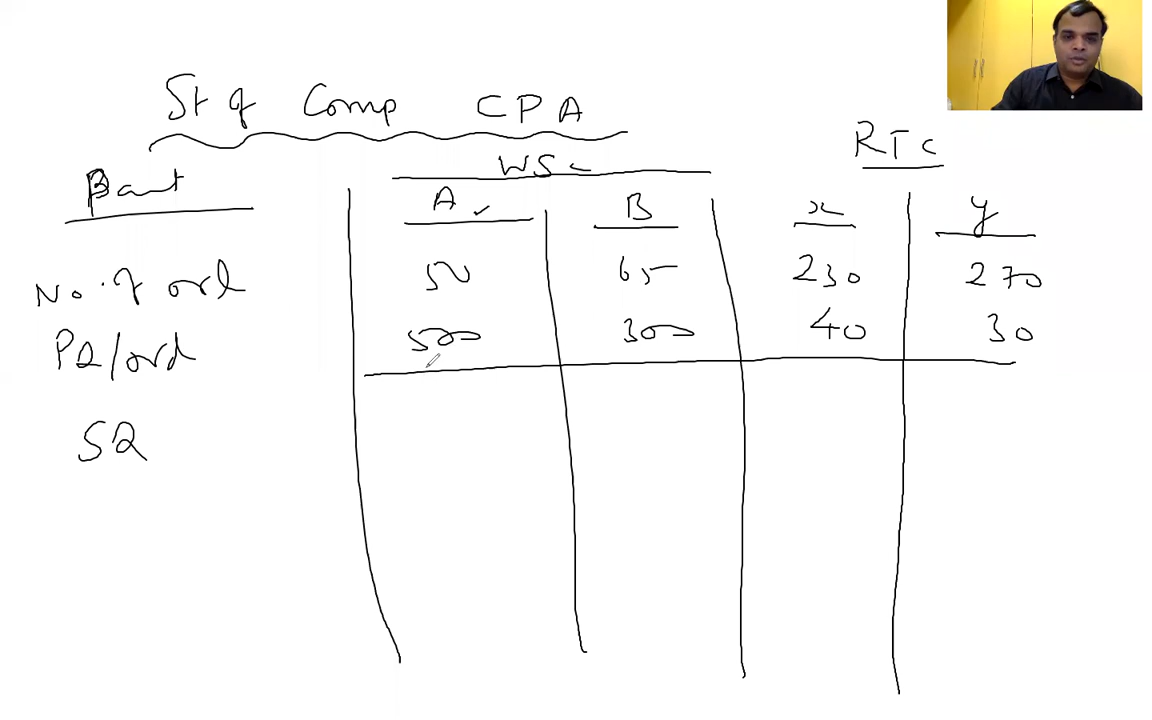 St of Comp CPA
RTC
WS
Part
A B x y
No. of ord 50 65 230 270
PQ/ord 500 300 40 30
SQ